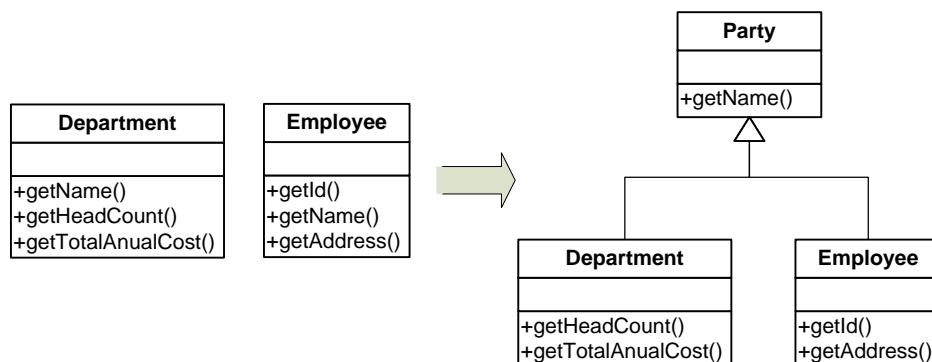 Department
+getName()
+getHeadCount()
+getTotalAnualCost()
Employee
+getId()
+getName()
+getAddress()
Party
+getName()
Department
+getHeadCount()
+getTotalAnualCost()
Employee
+getId()
+getAddress()